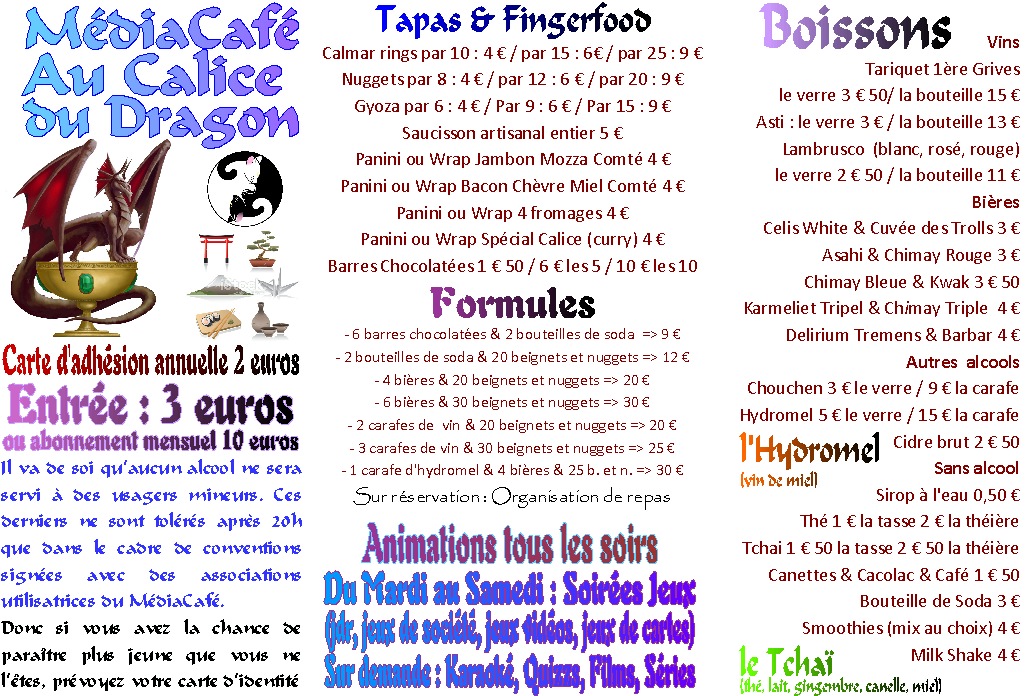 MédiaCafé
Au Calice
du Dragon
Carte d'adhésion annuelle 2 euros
Entrée : 3 euros
ou abonnement mensuel 10 euros
Il va de soi qu'aucun alcool ne sera
servi à des usagers mineurs. Ces
derniers ne sont tolérés après 20h
que dans le cadre de conventions
signées avec des associations
utilisatrices du MédiaCafé.
Donc si vous avez la chance de
paraître plus jeune que vous ne
l'êtes, prévoyez votre carte d'identité
Tapas & Fingerfood
Calmar rings par 10 : 4 € / par 15 : 6€ / par 25 : 9 €
Nuggets par 8 : 4 € / par 12 : 6 € / par 20 : 9 €
Gyoza par 6 : 4 € / Par 9 : 6 € / Par 15 : 9 €
Saucisson artisanal entier 5 €
Panini ou Wrap Jambon Mozza Comté 4 €
Panini ou Wrap Bacon Chèvre Miel Comté 4 €
Panini ou Wrap 4 fromages 4 €
Panini ou Wrap Spécial Calice (curry) 4 €
Barres Chocolatées 1 € 50 / 6 € les 5 / 10 € les 10
Formules
- 6 barres chocolatées & 2 bouteilles de soda => 9 €
- 2 bouteilles de soda & 20 beignets et nuggets => 12 €
- 4 bières & 20 beignets et nuggets => 20 €
- 6 bières & 30 beignets et nuggets => 30 €
- 2 carafes de vin & 20 beignets et nuggets => 20 €
- 3 carafes de vin & 30 beignets et nuggets => 25 €
- 1 carafe d'hydromel & 4 bières & 25 b. et n. => 30 €
Sur réservation : Organisation de repas
Animations tous les soirs
Du Mardi au Samedi : Soirées Jeux
(jdr, jeux de société, jeux vidéos, jeux de cartes)
Sur demande : Karaoké, Quizzs, Films, Séries
Boissons
Vins
Tariquet 1ère Grives
le verre 3 € 50/ la bouteille 15 €
Asti : le verre 3 € / la bouteille 13 €
Lambrusco (blanc, rosé, rouge)
le verre 2 € 50 / la bouteille 11 €
Bières
Celis White & Cuvée des Trolls 3 €
Asahi & Chimay Rouge 3 €
Chimay Bleue & Kwak 3 € 50
Karmeliet Tripel & Chimay Triple 4 €
Delirium Tremens & Barbar 4 €
Autres alcools
Chouchen 3 € le verre / 9 € la carafe
Hydromel 5 € le verre / 15 € la carafe
l'Hydromel
(vin de miel)
Cidre brut 2 € 50
Sans alcool
Sirop à l'eau 0,50 €
Thé 1 € la tasse 2 € la théière
Tchai 1 € 50 la tasse 2 € 50 la théière
Canettes & Cacolac & Café 1 € 50
Bouteille de Soda 3 €
Smoothies (mix au choix) 4 €
Milk Shake 4 €
le Tchaï
(thé, lait, gingembre, canelle, miel)